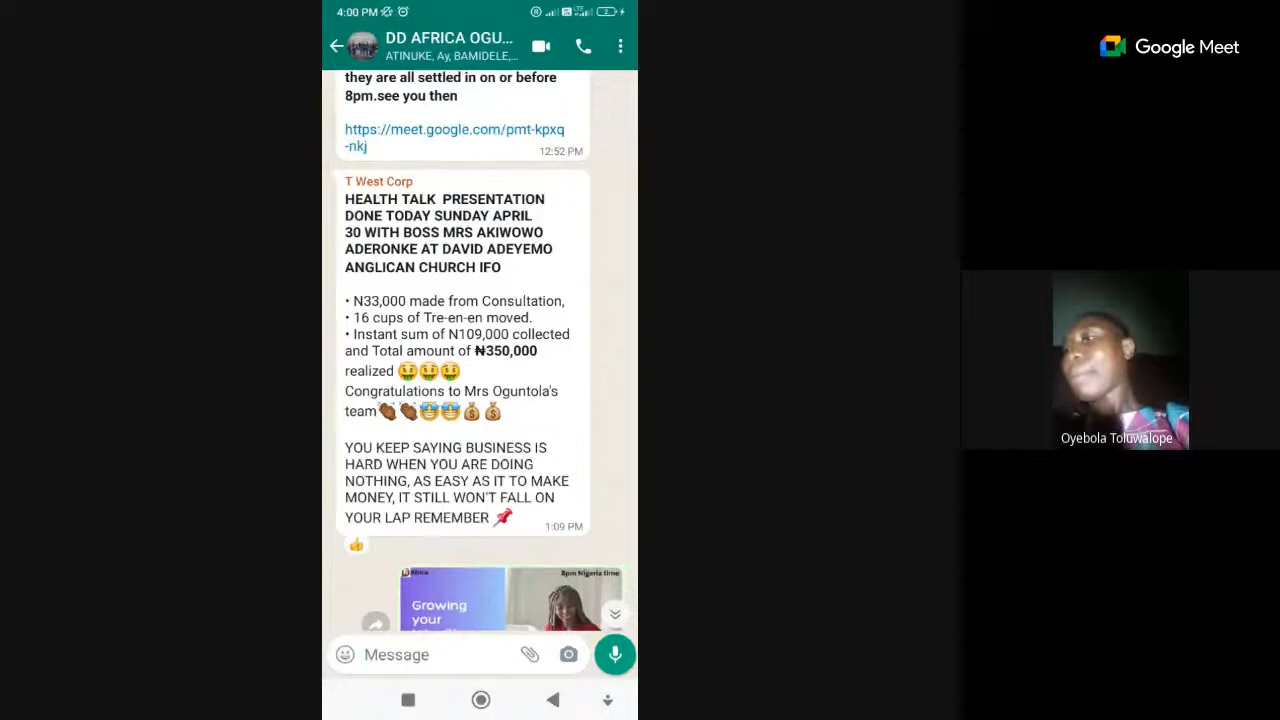 4:00 PM
DD AFRICA OGU...
ATINUKE, Ay, BAMIDELE,...
they are all settled in on or before
8pm.see you then
https://meet.google.com/pmt-kpxq
-nkj
12:52 PM
T West Corp
HEALTH TALK PRESENTATION
DONE TODAY SUNDAY APRIL
30 WITH BOSS MRS AKIWOWO
ADERONKE AT DAVID ADEYEMO
ANGLICAN CHURCH IFO
• N33,000 made from Consultation,
• 16 cups of Tre-en-en moved.
• Instant sum of N109,000 collected
and Total amount of ₦350,000
realized 🤑🤑🤑
Congratulations to Mrs Oguntola's
team👏🏾👏🏾🤓🤓💰💰
YOU KEEP SAYING BUSINESS IS
HARD WHEN YOU ARE DOING
NOTHING, AS EASY AS IT TO MAKE
MONEY, IT STILL WON'T FALL ON
YOUR LAP REMEMBER 📌
1:09 PM
Africa
8pm Nigeria time
Growing
your
Message
Google Meet
Oyebola Toluwalope